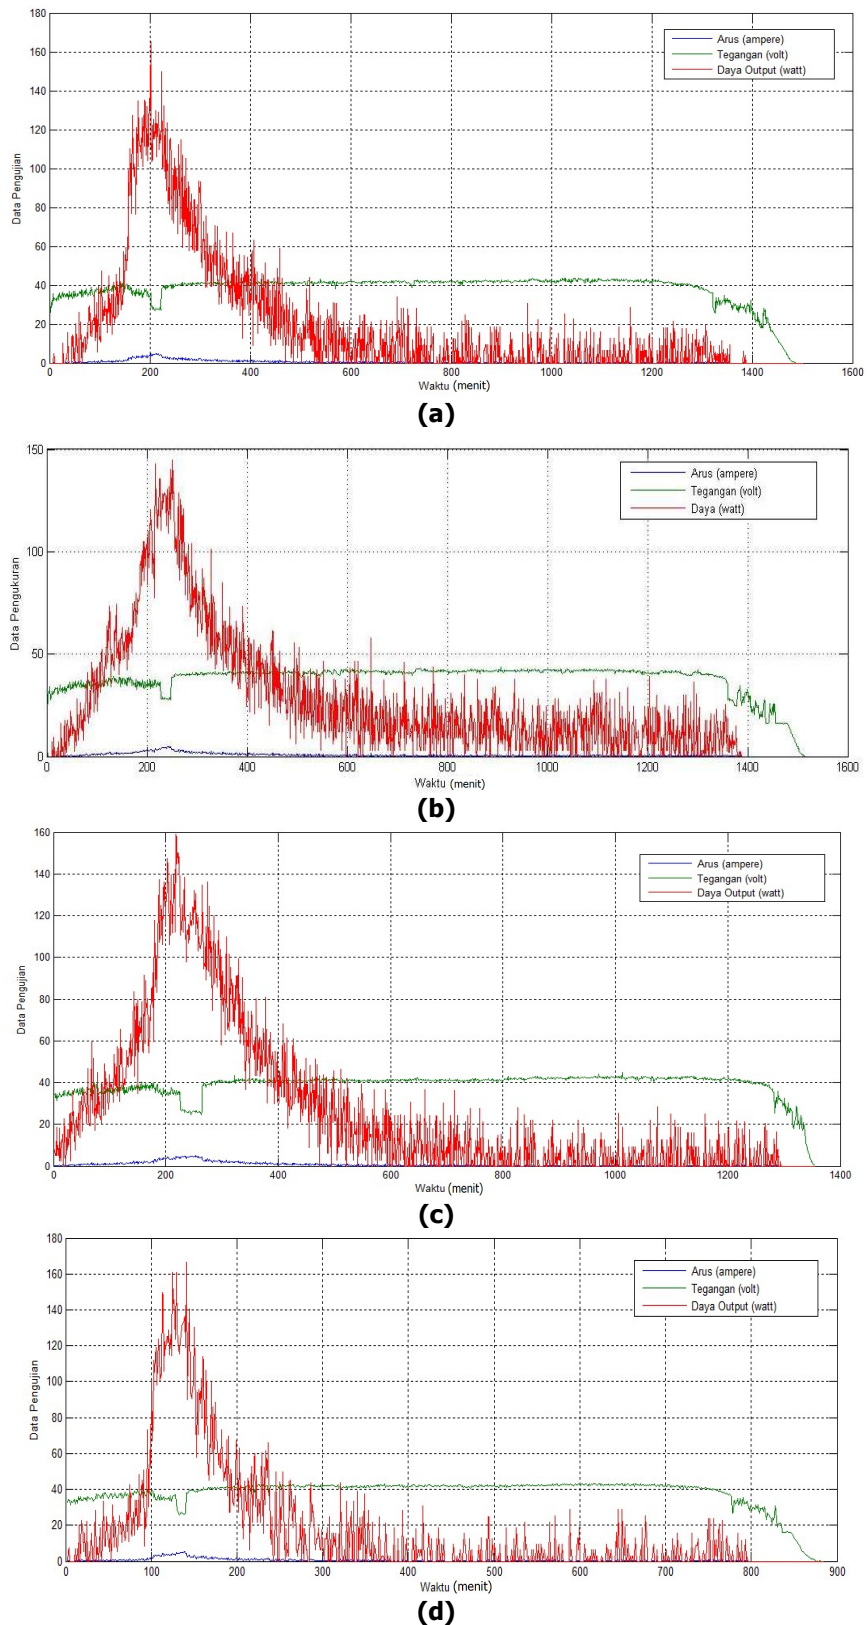 180
160
140
120
100
80
60
40
20
0
Data Pengujian
Arus (ampere)
Tegangan (volt)
Daya Output (watt)
0 200 400 600 800 1000 1200 1400 1600
Waktu (menit)
(a)
150
100
50
0
Data Pengukuran
Arus (ampere)
Tegangan (volt)
Daya (watt)
0 200 400 600 800 1000 1200 1400 1600
Waktu (menit)
(b)
160
140
120
100
80
60
40
20
0
Data Pengujian
Arus (ampere)
Tegangan (volt)
Daya Output (watt)
0 200 400 600 800 1000 1200 1400
Waktu (menit)
(c)
180
160
140
120
100
80
60
40
20
0
Data Pengujian
Arus (ampere)
Tegangan (volt)
Daya Output (watt)
0 100 200 300 400 500 600 700 800 900
Waktu (menit)
(d)